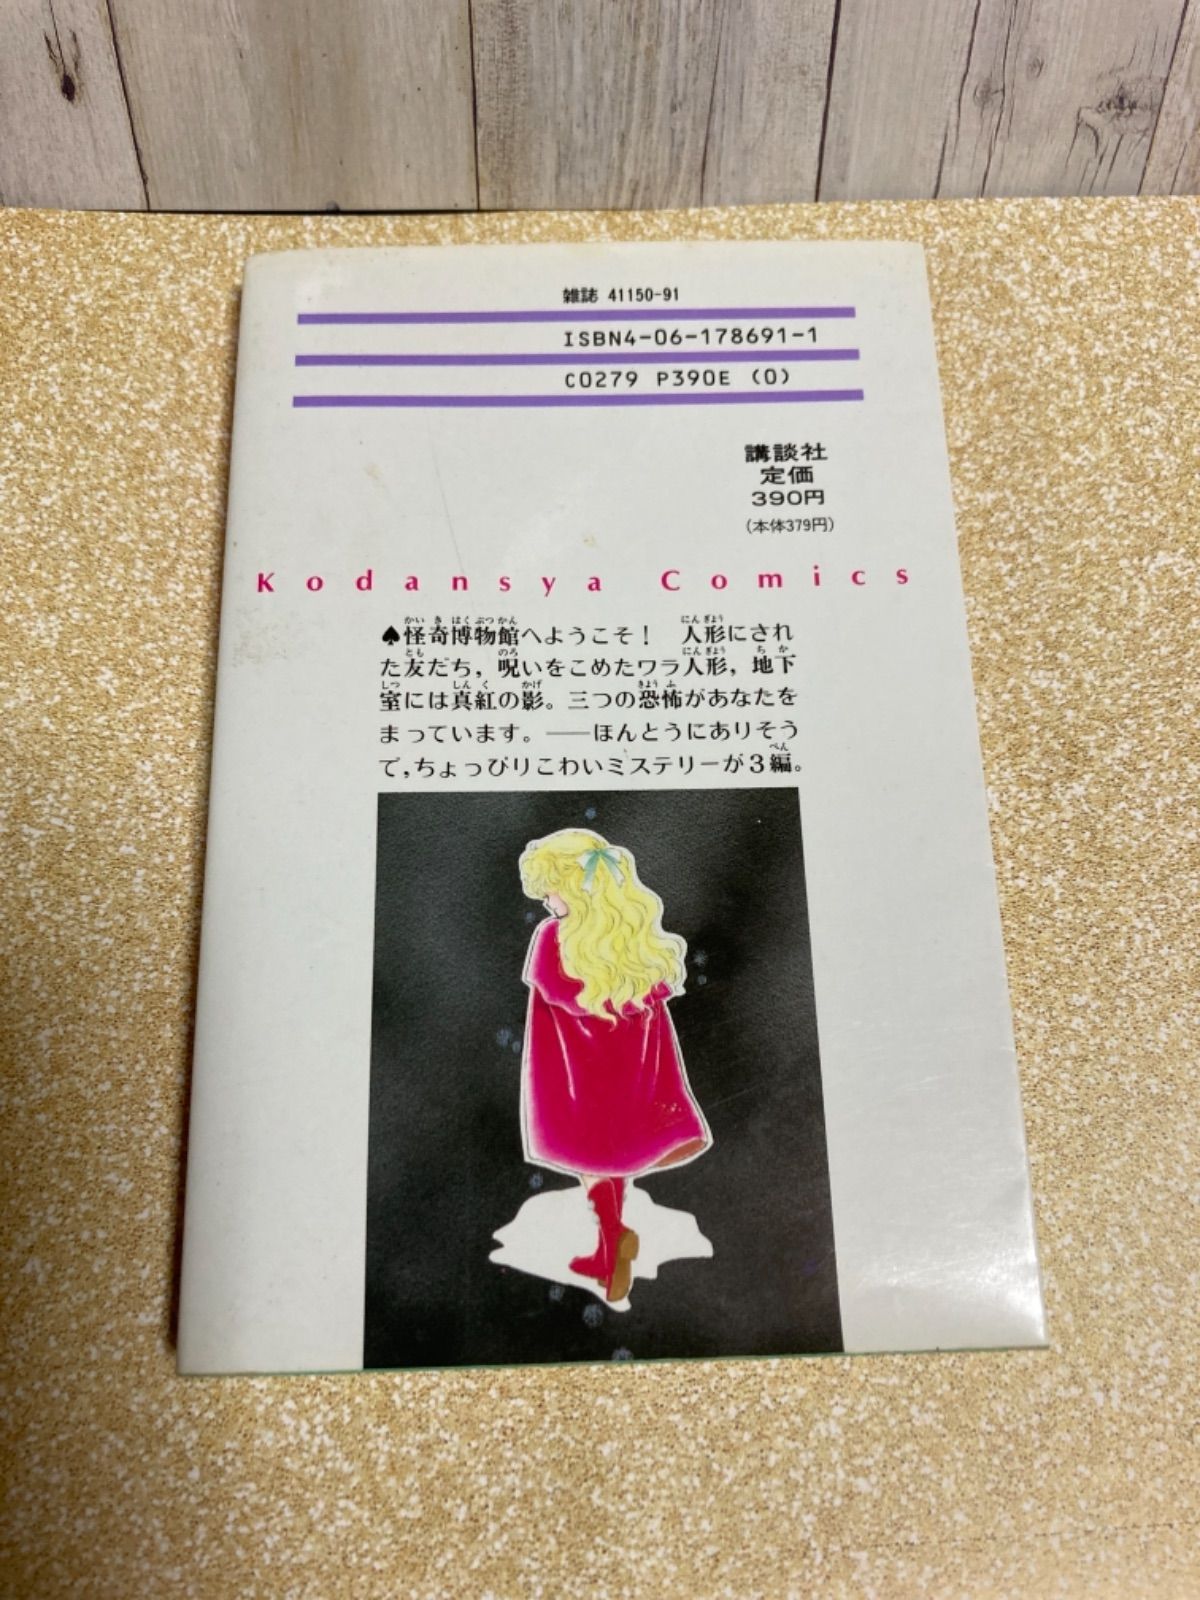 雑誌 41150-91
ISBN4-06-178691-1
C0279 P390E (0)
講談社
定価
390円
(本体379円)
Kodansya Comics
♠怪奇博物館へようこそ！ 人形にされ
た友だち，呪いをこめたワラ人形，地下
室には真紅の影。三つの恐怖があなたを
まっています。――ほんとうにありそう
で，ちょっぴりこわいミステリーが3編。